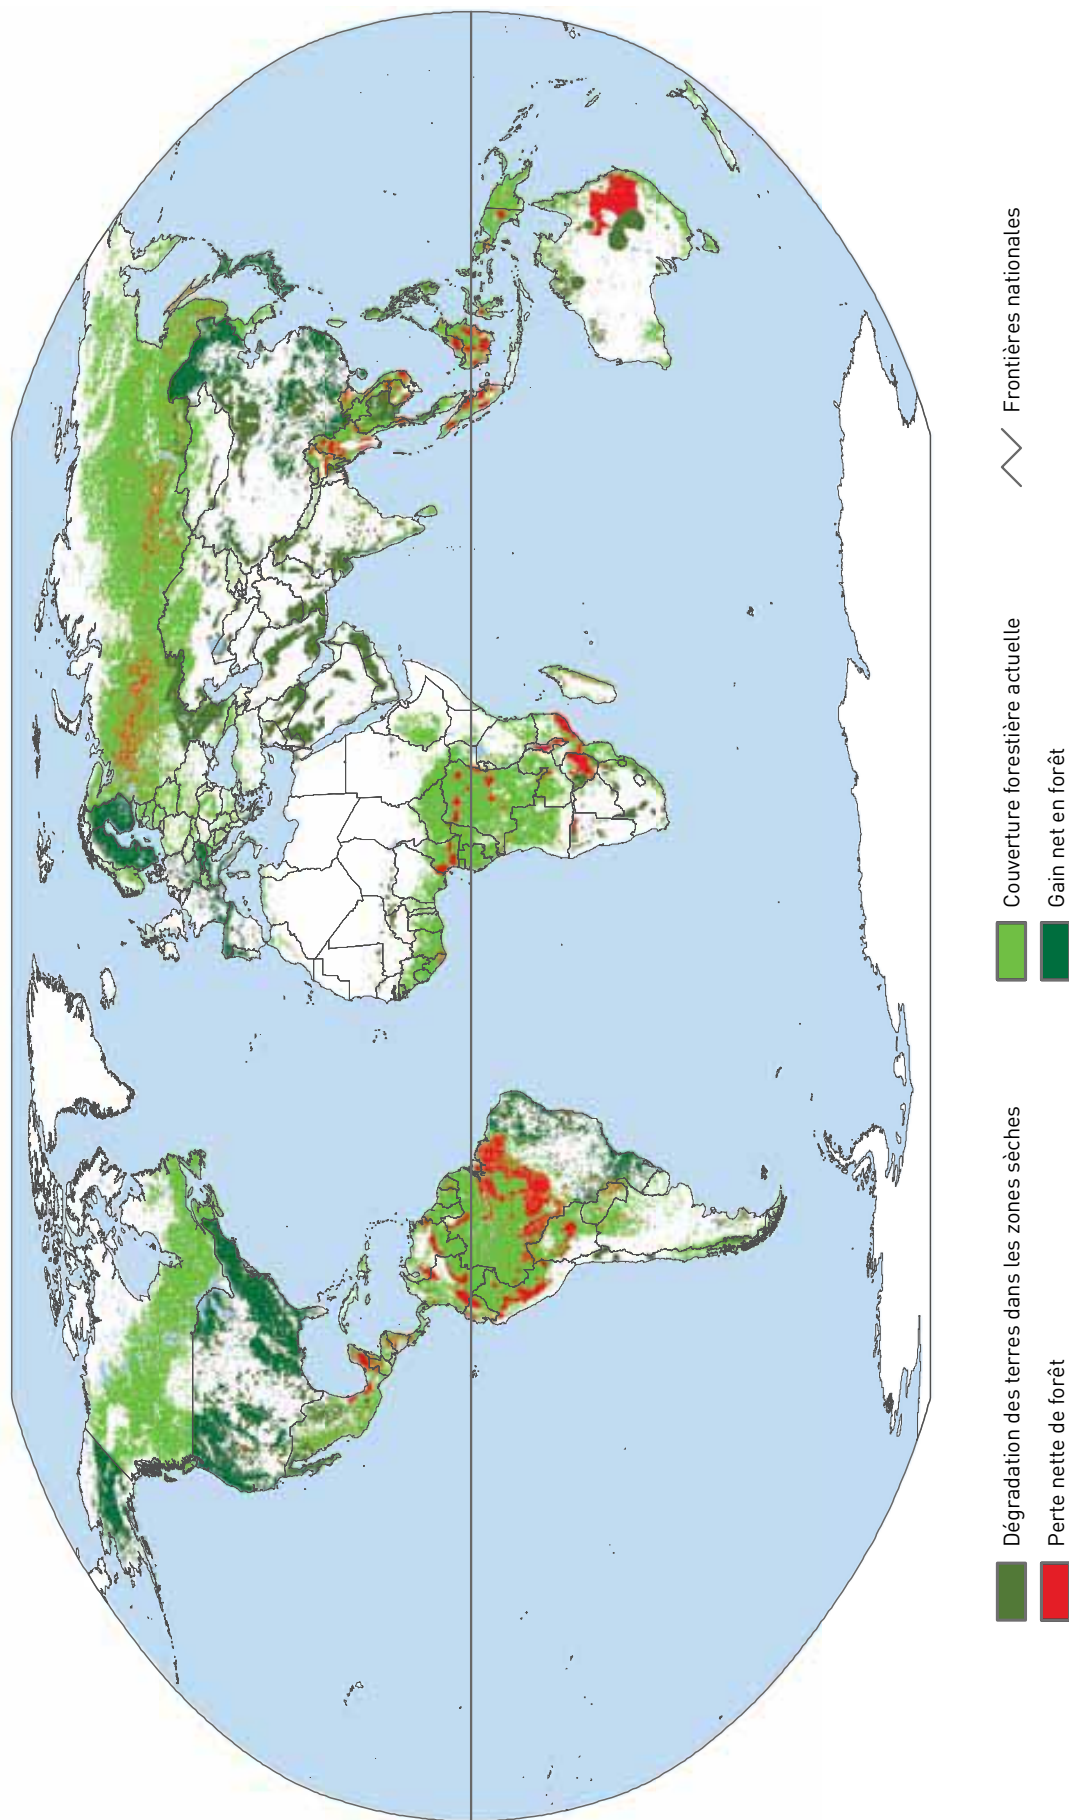 Dégradation des terres dans les zones sèches
Perte nette de forêt
Couverture forestière actuelle
Gain net en forêt
Frontières nationales